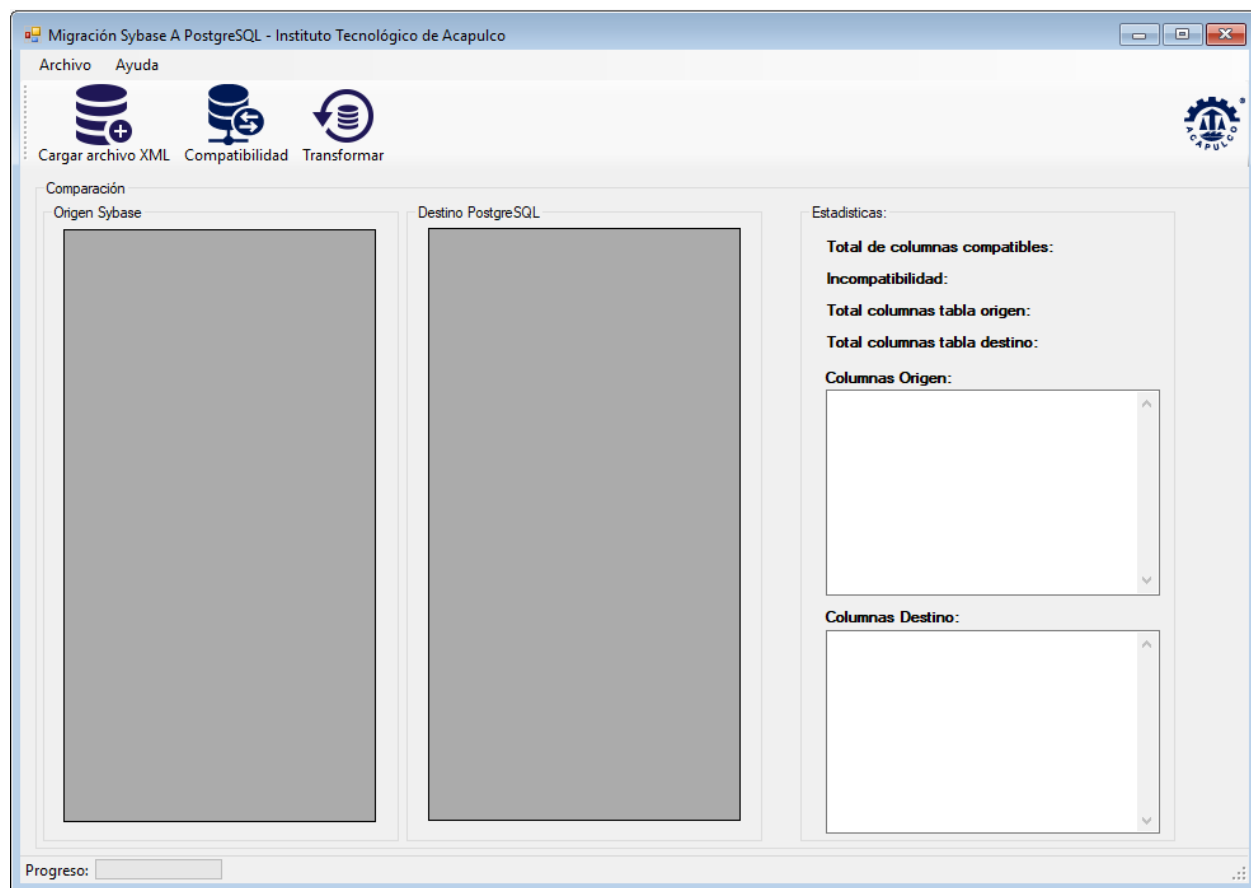 Migración Sybase A PostgreSQL - Instituto Tecnológico de Acapulco
Archivo Ayuda
Cargar archivo XML Compatibilidad Transformar
ACAPULCO
Comparación
Origen Sybase
Destino PostgreSQL
Estadisticas:
Total de columnas compatibles:
Incompatibilidad:
Total columnas tabla origen:
Total columnas tabla destino:
Columnas Origen:
Columnas Destino:
Progreso: